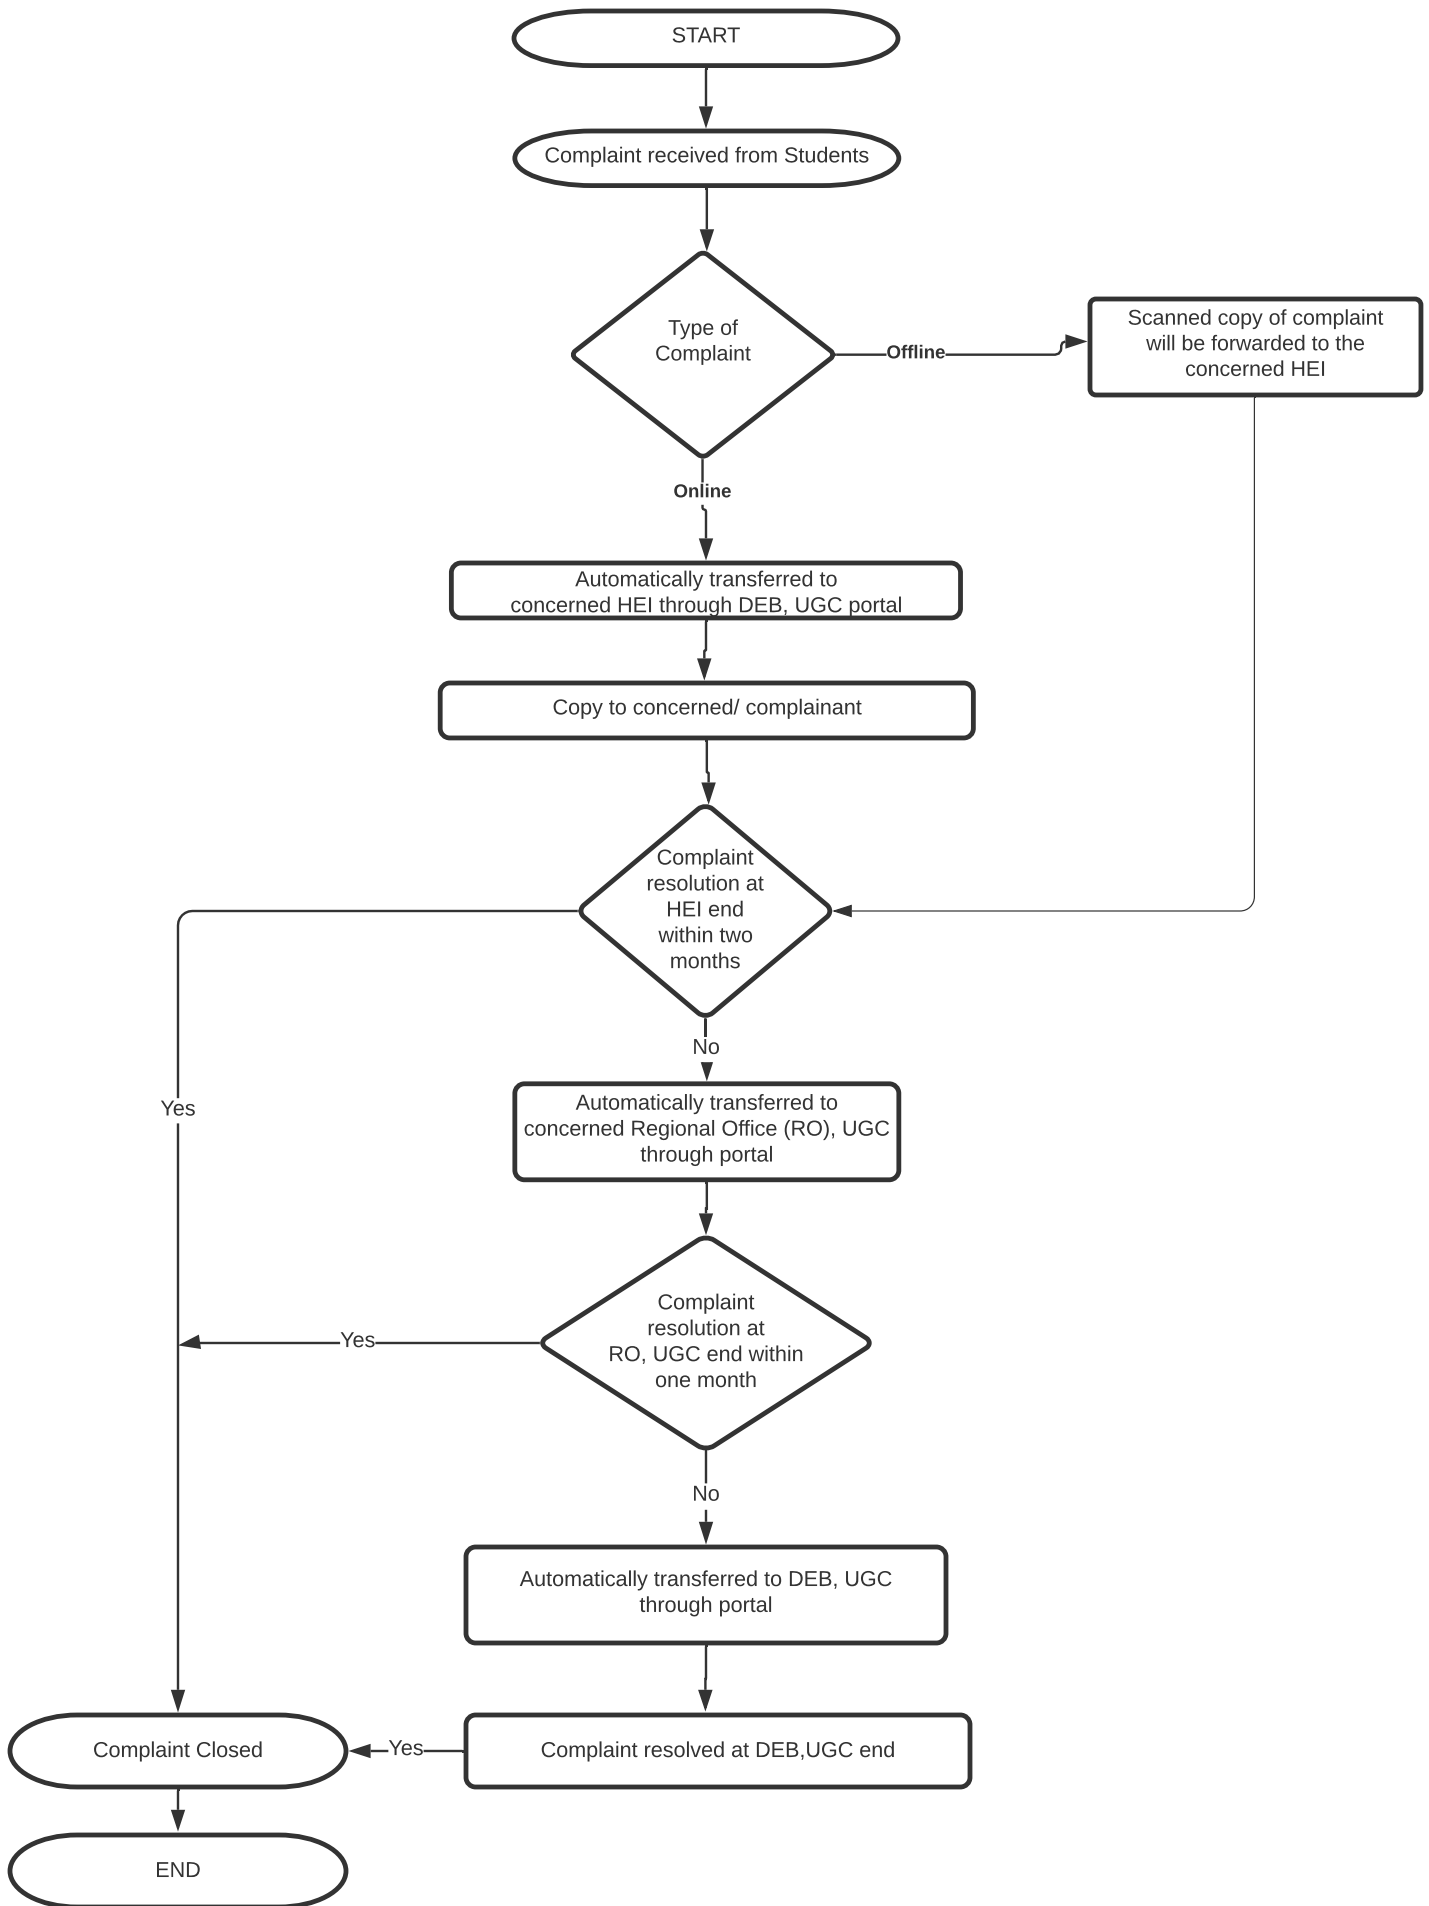 START
Complaint received from Students
Type of
Complaint
Offline
Scanned copy of complaint
will be forwarded to the
concerned HEI
Online
Automatically transferred to
concerned HEI through DEB, UGC portal
Copy to concerned/ complainant
Complaint
resolution at
HEI end
within two
months
No
Yes
Automatically transferred to
concerned Regional Office (RO), UGC
through portal
Complaint
resolution at
RO, UGC end within
one month
Yes
No
Automatically transferred to DEB, UGC
through portal
Complaint resolved at DEB,UGC end
Yes
Complaint Closed
END